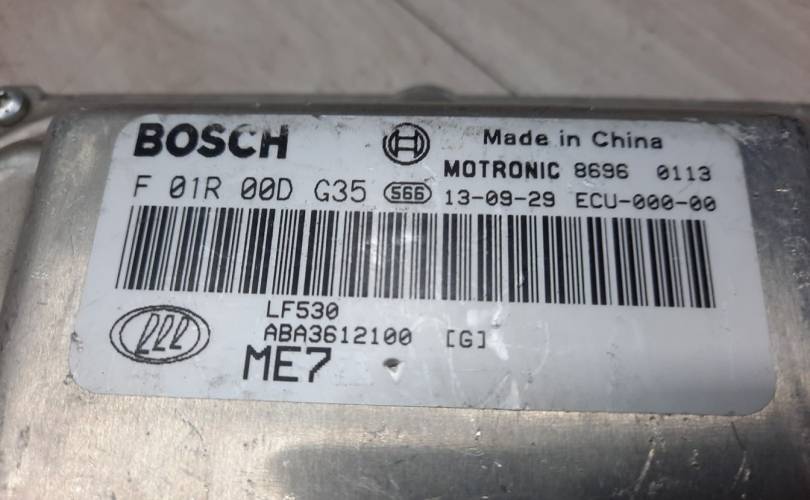 BOSCH Made in China
MOTRONIC 8696 0113
F 01R 00D G35 566 13-09-29 ECU-000-00
LF530
ABA3612100 [G]
ME7